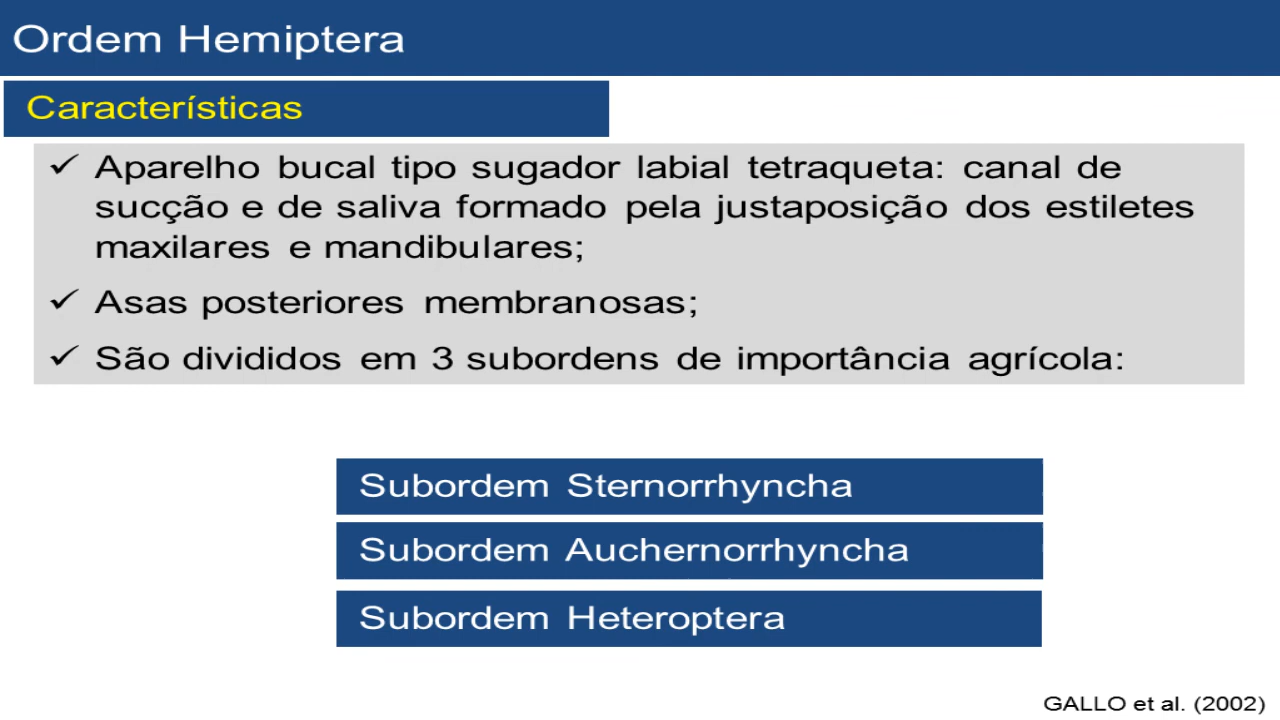 Ordem Hemiptera
Características
✓ Aparelho bucal tipo sugador labial tetraqueta: canal de
sucção e de saliva formado pela justaposição dos estiletes
maxilares e mandibulares;
✓ Asas posteriores membranosas;
✓ São divididos em 3 subordens de importância agrícola:
Subordem Sternorrhyncha
Subordem Auchernorrhyncha
Subordem Heteroptera
GALLO et al. (2002)